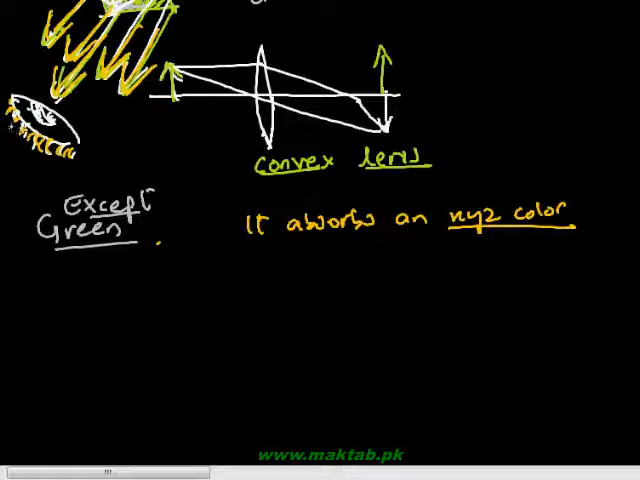 convex lens
Except
Green. It absorbs an xyz color
www.maktab.pk